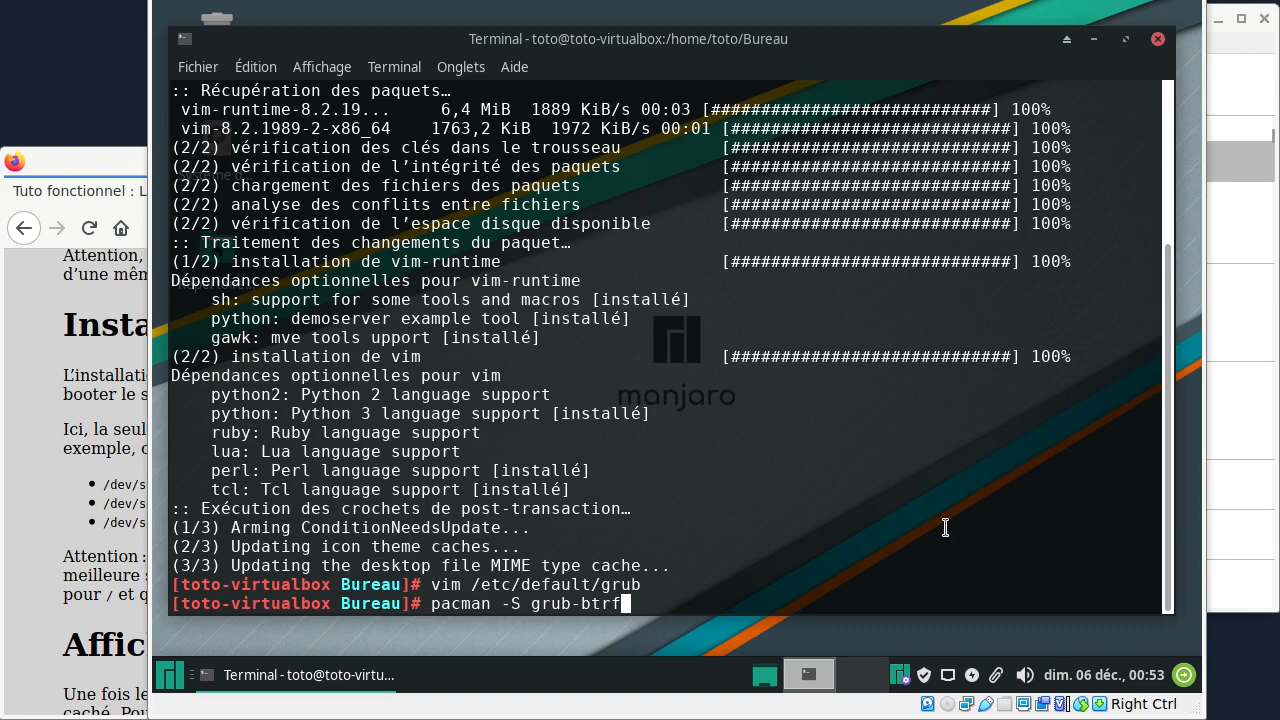 Terminal - toto@toto-virtualbox:/home/toto/Bureau
Fichier Édition Affichage Terminal Onglets Aide
:: Récupération des paquets…
vim-runtime-8.2.19... 6,4 MiB 1889 KiB/s 00:03 [############################] 100%
vim-8.2.1989-2-x86_64 1763,2 KiB 1972 KiB/s 00:01 [############################] 100%
(2/2) vérification des clés dans le trousseau [############################] 100%
(2/2) vérification de l’intégrité des paquets [############################] 100%
(2/2) chargement des fichiers des paquets [############################] 100%
(2/2) analyse des conflits entre fichiers [############################] 100%
(2/2) vérification de l’espace disque disponible [############################] 100%
:: Traitement des changements du paquet…
(1/2) installation de vim-runtime [############################] 100%
Dépendances optionnelles pour vim-runtime
sh: support for some tools and macros [installé]
python: demoserver example tool [installé]
gawk: mve tools upport [installé]
(2/2) installation de vim [############################] 100%
Dépendances optionnelles pour vim
python2: Python 2 language support
python: Python 3 language support [installé]
ruby: Ruby language support
lua: Lua language support
perl: Perl language support [installé]
tcl: Tcl language support [installé]
:: Exécution des crochets de post-transaction…
(1/3) Arming ConditionNeedsUpdate...
(2/3) Updating icon theme caches...
(3/3) Updating the desktop file MIME type cache...
[toto-virtualbox Bureau]# vim /etc/default/grub
[toto-virtualbox Bureau]# pacman -S grub-btrf
manjaro
Terminal - toto@toto-virtu...
dim. 06 déc., 00:53
Right Ctrl
Tuto fonctionnel : L
Attention,
d’une mêm
Insta
L’installati
booter le s
Ici, la seul
exemple, c
/dev/s
/dev/s
/dev/s
Attention :
meilleure s
pour / et q
Affic
Une fois le
caché. Pou